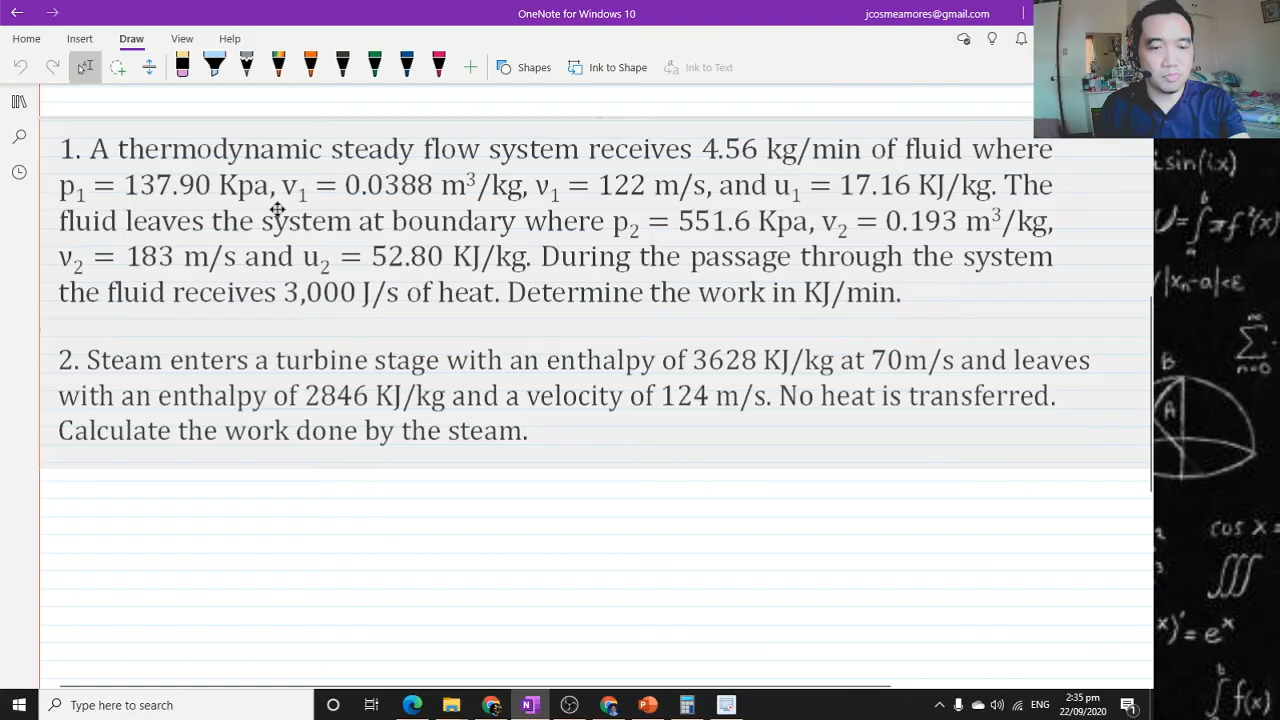 OneNote for Windows 10
jcosmeamores@gmail.com
Home Insert Draw View Help
Shapes Ink to Shape Ink to Text
1. A thermodynamic steady flow system receives 4.56 kg/min of fluid where
p₁ = 137.90 Kpa, v₁ = 0.0388 m³/kg, ν₁ = 122 m/s, and u₁ = 17.16 KJ/kg. The
fluid leaves the system at boundary where p₂ = 551.6 Kpa, v₂ = 0.193 m³/kg,
ν₂ = 183 m/s and u₂ = 52.80 KJ/kg. During the passage through the system
the fluid receives 3,000 J/s of heat. Determine the work in KJ/min.
2. Steam enters a turbine stage with an enthalpy of 3628 KJ/kg at 70m/s and leaves
with an enthalpy of 2846 KJ/kg and a velocity of 124 m/s. No heat is transferred.
Calculate the work done by the steam.
B
A
n=0
cos x =
Type here to search
ENG
2:35 pm
22/09/2020